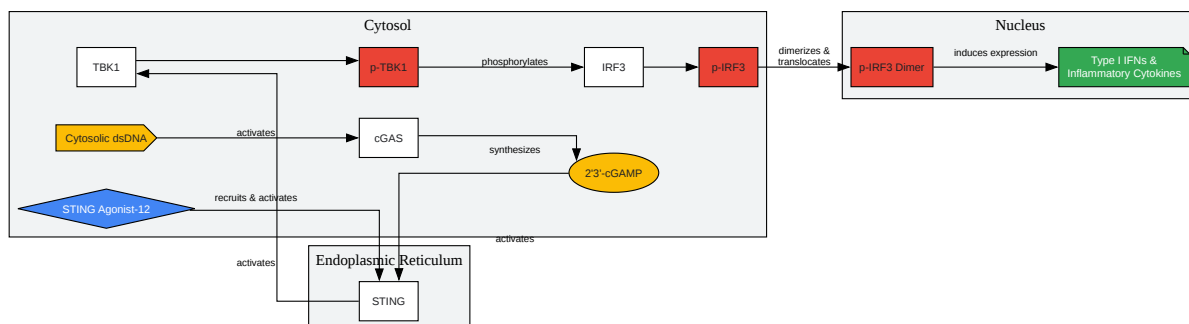 Cytosol
Nucleus
TBK1
p-TBK1
phosphorylates
IRF3
p-IRF3
dimerizes &
translocates
p-IRF3 Dimer
induces expression
Type I IFNs &
Inflammatory Cytokines
Cytosolic dsDNA
activates
cGAS
synthesizes
2'3'-cGAMP
STING Agonist-12
recruits & activates
activates
Endoplasmic Reticulum
activates
STING